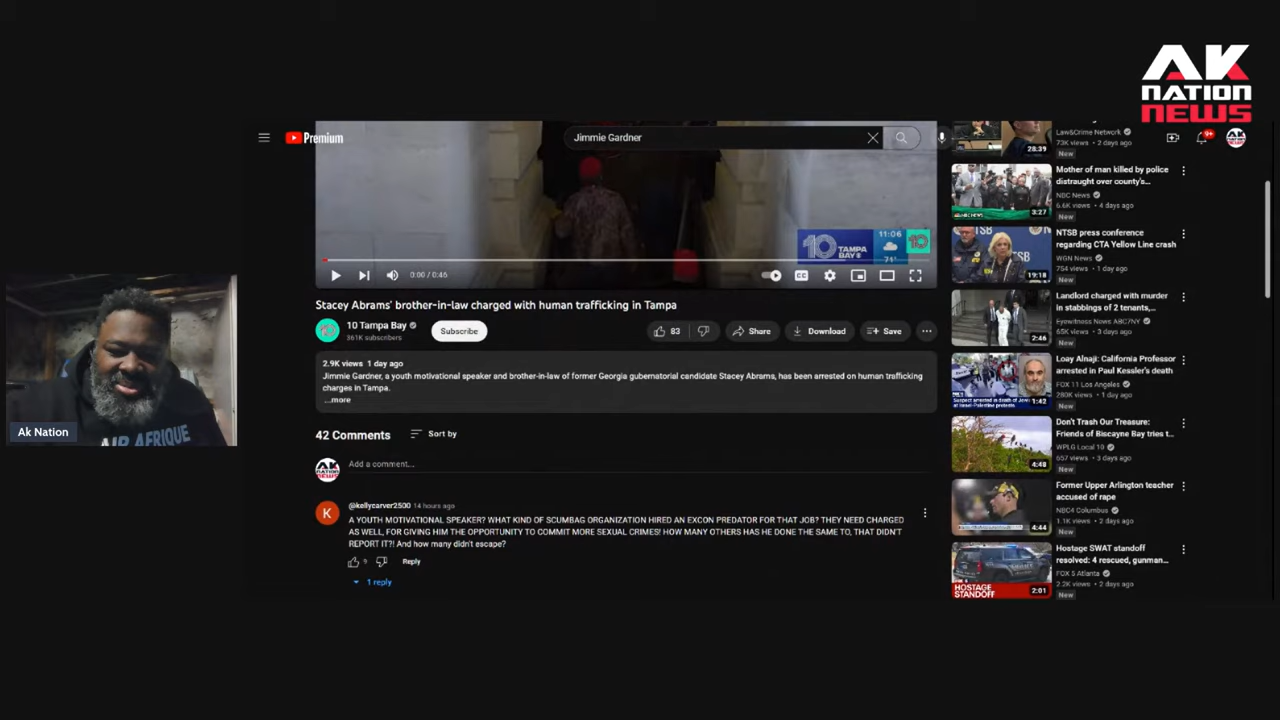 AK
NATION
NEWS
Premium
Jimmie Gardner
9+
10 TAMPA BAY
11:06
71°
10
0:00 / 0:46
CC
Stacey Abrams' brother-in-law charged with human trafficking in Tampa
10 Tampa Bay
361K subscribers
Subscribe
83
Share
Download
Save
2.9K views 1 day ago
Jimmie Gardner, a youth motivational speaker and brother-in-law of former Georgia gubernatorial candidate Stacey Abrams, has been arrested on human trafficking
charges in Tampa.
...more
42 Comments
Sort by
Add a comment...
K
@kellycarver2500 14 hours ago
A YOUTH MOTIVATIONAL SPEAKER? WHAT KIND OF SCUMBAG ORGANIZATION HIRED AN EXCON PREDATOR FOR THAT JOB? THEY NEED CHARGED
AS WELL, FOR GIVING HIM THE OPPORTUNITY TO COMMIT MORE SEXUAL CRIMES! HOW MANY OTHERS HAS HE DONE THE SAME TO, THAT DIDN'T
REPORT IT?! And how many didn't escape?
9
Reply
1 reply
Law&Crime Network
73K views • 2 days ago
New
28:39
Mother of man killed by police
distraught over county's...
NBC News
6.6K views • 4 days ago
New
3:27
NTSB press conference
regarding CTA Yellow Line crash
WGN News
754 views • 1 day ago
New
19:18
Landlord charged with murder
in stabbings of 2 tenants,...
Eyewitness News ABC7NY
65K views • 3 days ago
New
2:46
Loay Alnaji: California Professor
arrested in Paul Kessler's death
FOX 11 Los Angeles
280K views • 1 day ago
New
1:42
Don't Trash Our Treasure:
Friends of Biscayne Bay tries t...
WPLG Local 10
657 views • 3 days ago
New
4:48
Former Upper Arlington teacher
accused of rape
NBC4 Columbus
1.1K views • 2 days ago
New
4:44
Hostage SWAT standoff
resolved: 4 rescued, gunman...
FOX 5 Atlanta
2.2K views • 2 days ago
New
HOSTAGE
STANDOFF
2:01
Ak Nation
AIR AFRIQUE